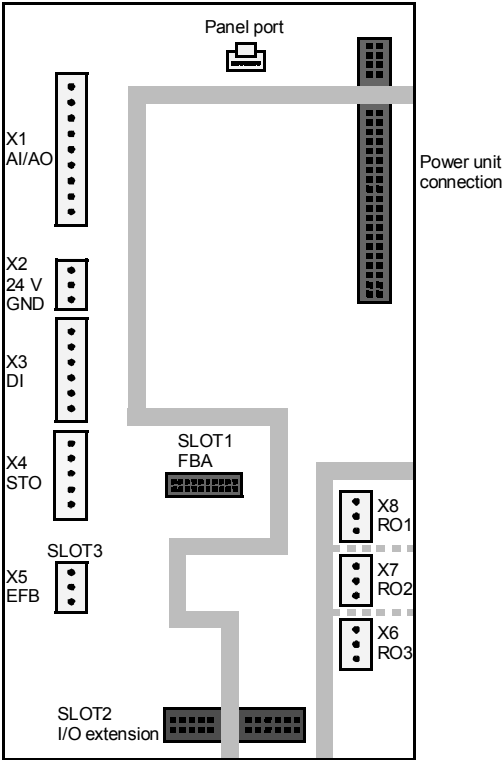 Panel port
X1
AI/AO
Power unit
connection
X2
24 V
GND
X3
DI
SLOT1
FBA
X4
STO
X8
RO1
SLOT3
X5
EFB
X7
RO2
X6
RO3
SLOT2
I/O extension